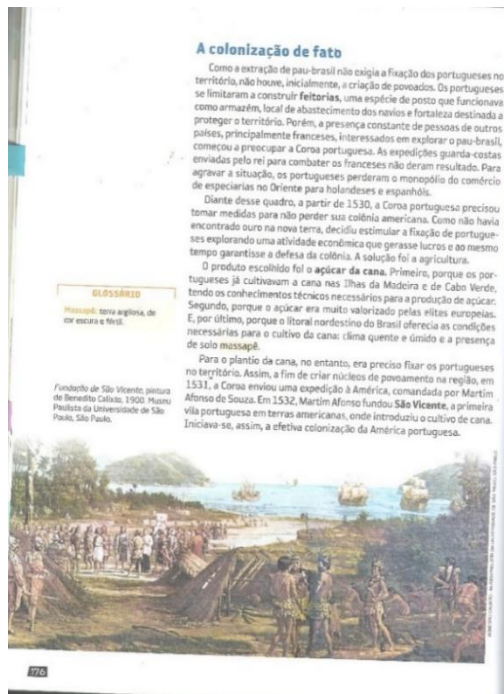 A colonização de fato
Como a extração de pau-brasil não exigia a fixação dos portugueses no
território, não houve, inicialmente, a criação de povoados. Os portugueses
se limitaram a construir feitorias, uma espécie de posto que funcionava
como armazém, local de abastecimento dos navios e fortaleza destinada a
proteger o território. Porém, a presença constante de pessoas de outros
países, principalmente franceses, interessados em explorar o pau-brasil,
começou a preocupar a Coroa portuguesa. As expedições guarda-costas
enviadas pelo rei para combater os franceses não deram resultado. Para
agravar a situação, os portugueses perderam o monopólio do comércio
de especiarias no Oriente para holandeses e espanhóis.
Diante desse quadro, a partir de 1530, a Coroa portuguesa precisou
tomar medidas para não perder sua colônia americana. Como não havia
encontrado ouro na nova terra, decidiu estimular a fixação de portugue-
ses explorando uma atividade econômica que gerasse lucros e ao mesmo
tempo garantisse a defesa da colônia. A solução foi a agricultura.
O produto escolhido foi o açúcar da cana. Primeiro, porque os por-
tugueses já cultivavam a cana nas Ilhas da Madeira e de Cabo Verde,
tendo os conhecimentos técnicos necessários para a produção de açúcar.
Segundo, porque o açúcar era muito valorizado pelas elites europeias.
E, por último, porque o litoral nordestino do Brasil oferecia as condições
necessárias para o cultivo da cana: clima quente e úmido e a presença
de solo massapê.
Para o plantio da cana, no entanto, era preciso fixar os portugueses
no território. Assim, a fim de criar núcleos de povoamento na região, em
1531, a Coroa enviou uma expedição à América, comandada por Martim
Afonso de Souza. Em 1532, Martim Afonso fundou São Vicente, a primeira
vila portuguesa em terras americanas, onde introduziu o cultivo de cana.
Iniciava-se, assim, a efetiva colonização da América portuguesa.
GLOSSÁRIO
Massapê: terra argilosa, de
cor escura e fértil.
Fundação de São Vicente, pintura
de Benedito Calixto, 1900. Museu
Paulista da Universidade de São
Paulo, São Paulo.
176